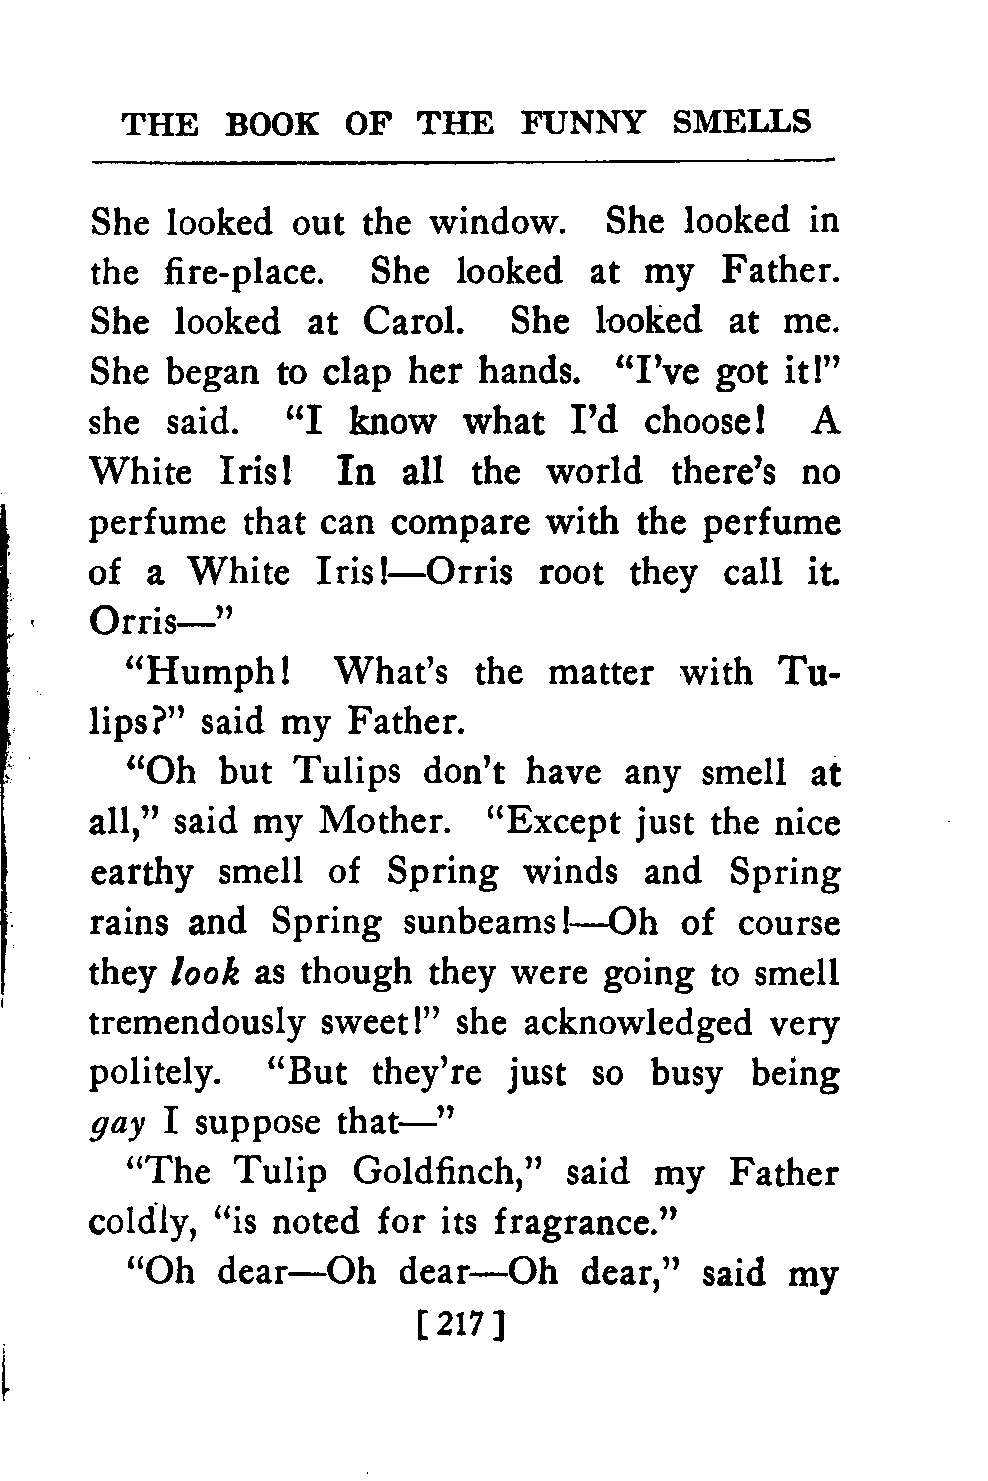 THE BOOK OF THE FUNNY SMELLS
She looked out the window. She looked in
the fire-place. She looked at my Father.
She looked at Carol. She looked at me.
She began to clap her hands. “I’ve got it!”
she said. “I know what I’d choose! A
White Iris! In all the world there’s no
perfume that can compare with the perfume
of a White Iris!—Orris root they call it.
Orris—”
“Humph! What’s the matter with Tu-
lips?” said my Father.
“Oh but Tulips don’t have any smell at
all,” said my Mother. “Except just the nice
earthy smell of Spring winds and Spring
rains and Spring sunbeams!—Oh of course
they look as though they were going to smell
tremendously sweet!” she acknowledged very
politely. “But they’re just so busy being
gay I suppose that—”
“The Tulip Goldfinch,” said my Father
coldly, “is noted for its fragrance.”
“Oh dear—Oh dear—Oh dear,” said my
[217]